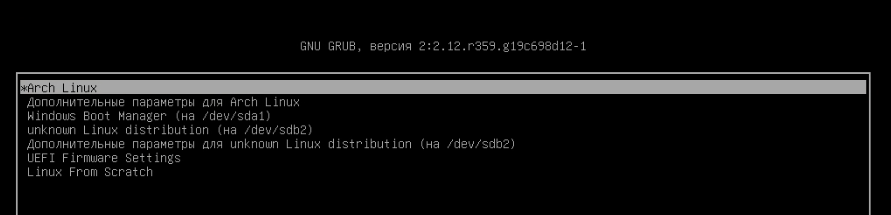 GNU GRUB, версия 2:2.12.r359.g19c698d12-1
*Arch Linux
Дополнительные параметры для Arch Linux
Windows Boot Manager (на /dev/sda1)
unknown Linux distribution (на /dev/sdb2)
Дополнительные параметры для unknown Linux distribution (на /dev/sdb2)
UEFI Firmware Settings
Linux From Scratch